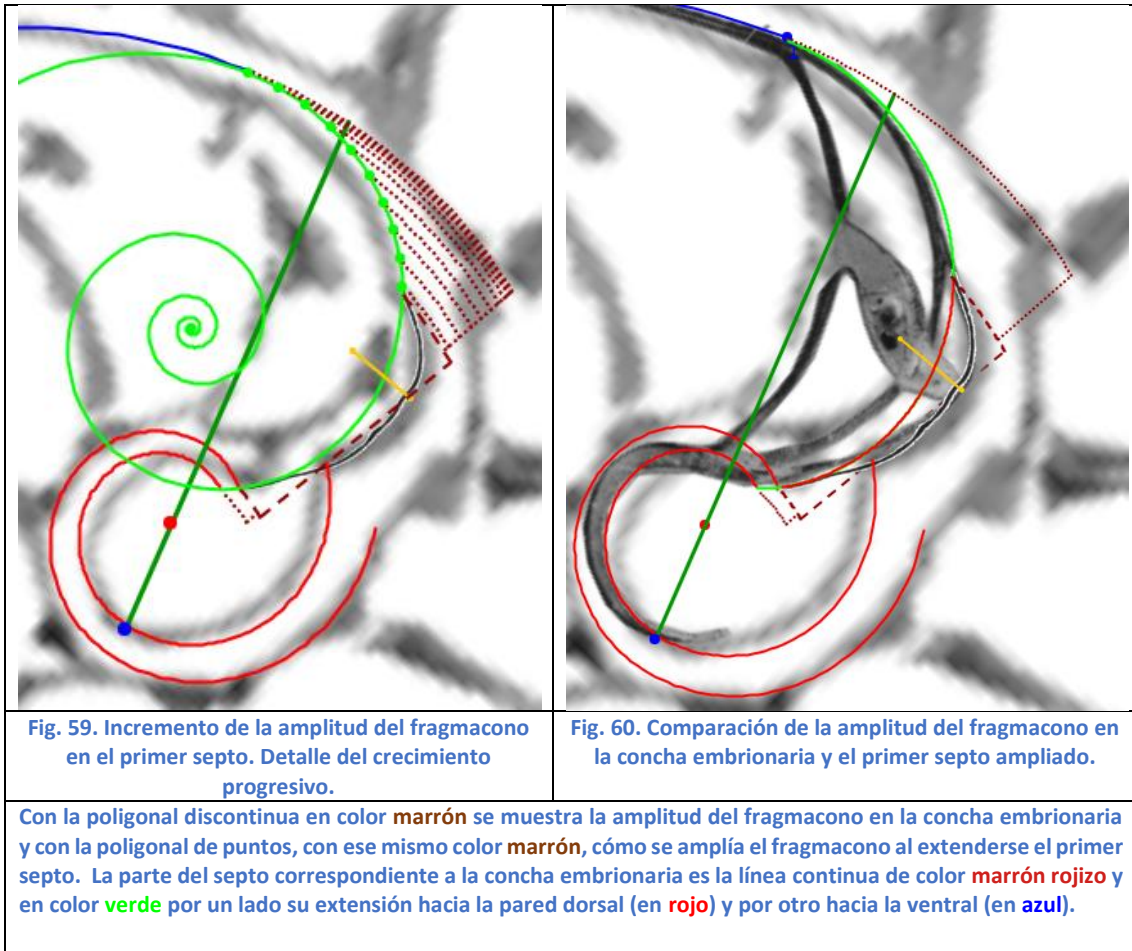 Fig. 59. Incremento de la amplitud del fragmacono
en el primer septo. Detalle del crecimiento
progresivo.
Fig. 60. Comparación de la amplitud del fragmacono en
la concha embrionaria y el primer septo ampliado.
Con la poligonal discontinua en color marrón se muestra la amplitud del fragmacono en la concha embrionaria
y con la poligonal de puntos, con ese mismo color marrón, cómo se amplía el fragmacono al extenderse el primer
septo. La parte del septo correspondiente a la concha embrionaria es la línea continua de color marrón rojizo y
en color verde por un lado su extensión hacia la pared dorsal (en rojo) y por otro hacia la ventral (en azul).